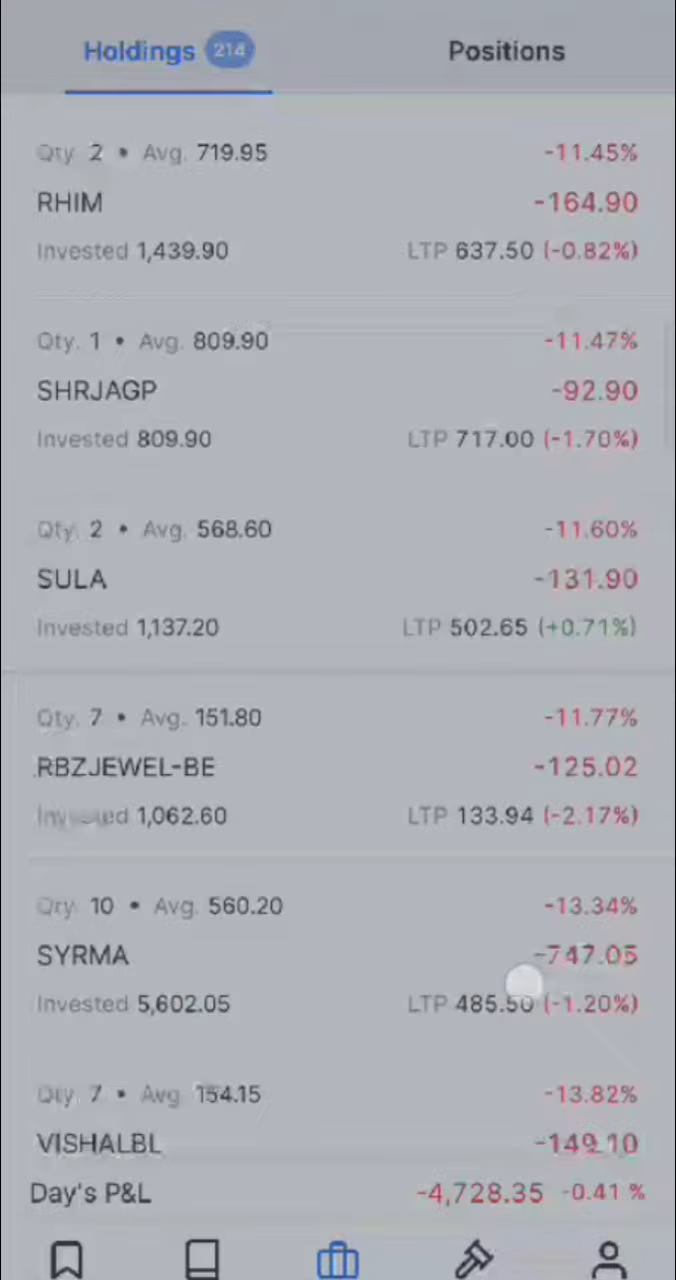 Holdings 214 Positions
Qty. 2 • Avg. 719.95 -11.45%
RHIM -164.90
Invested 1,439.90 LTP 637.50 (-0.82%)
Qty. 1 • Avg. 809.90 -11.47%
SHRJAGP -92.90
Invested 809.90 LTP 717.00 (-1.70%)
Qty. 2 • Avg. 568.60 -11.60%
SULA -131.90
Invested 1,137.20 LTP 502.65 (+0.71%)
Qty. 7 • Avg. 151.80 -11.77%
RBZJEWEL-BE -125.02
Invested 1,062.60 LTP 133.94 (-2.17%)
Qty. 10 • Avg. 560.20 -13.34%
SYRMA -747.05
Invested 5,602.05 LTP 485.50 (-1.20%)
Qty. 7 • Avg. 154.15 -13.82%
VISHALBL -149.10
Day's P&L -4,728.35 -0.41 %